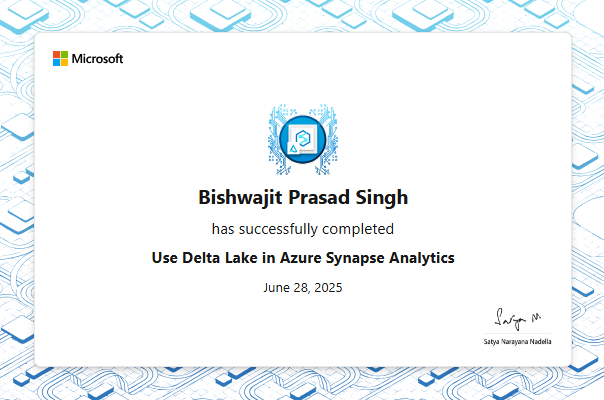 Microsoft
Bishwajit Prasad Singh
has successfully completed
Use Delta Lake in Azure Synapse Analytics
June 28, 2025
Satya N.
Satya Narayana Nadella